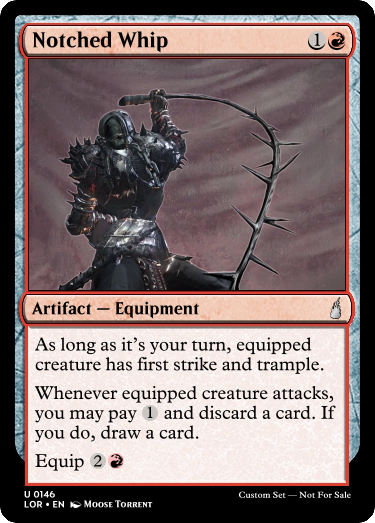 Notched Whip 1
Artifact — Equipment
As long as it's your turn, equipped
creature has first strike and trample.
Whenever equipped creature attacks,
you may pay 1 and discard a card. If
you do, draw a card.
Equip 2
U 0146
LOR • EN Moose Torrent
Custom Set — Not For Sale